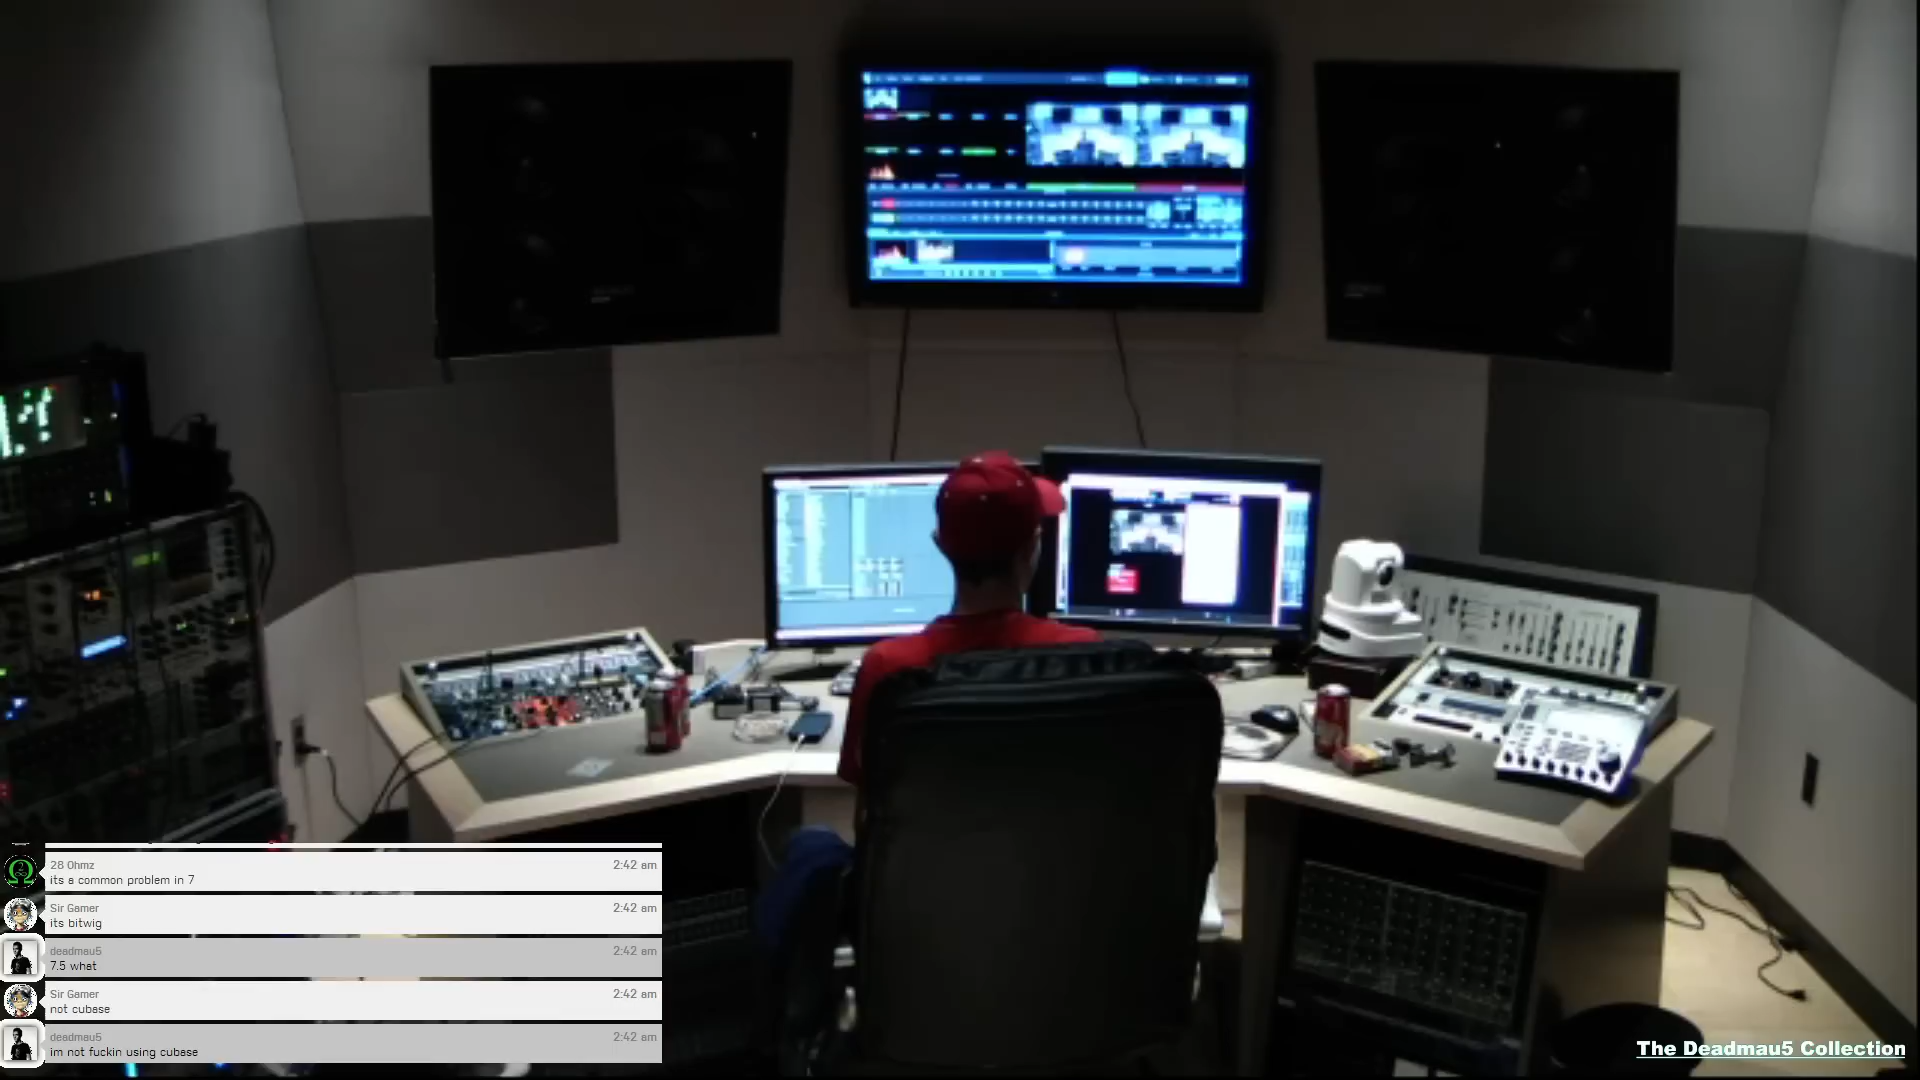 28 Ohmz 2:42 am
its a common problem in 7
Sir Gamer 2:42 am
its bitwig
deadmau5 2:42 am
7.5 what
Sir Gamer 2:42 am
not cubase
deadmau5 2:42 am
im not fuckin using cubase
The Deadmau5 Collection